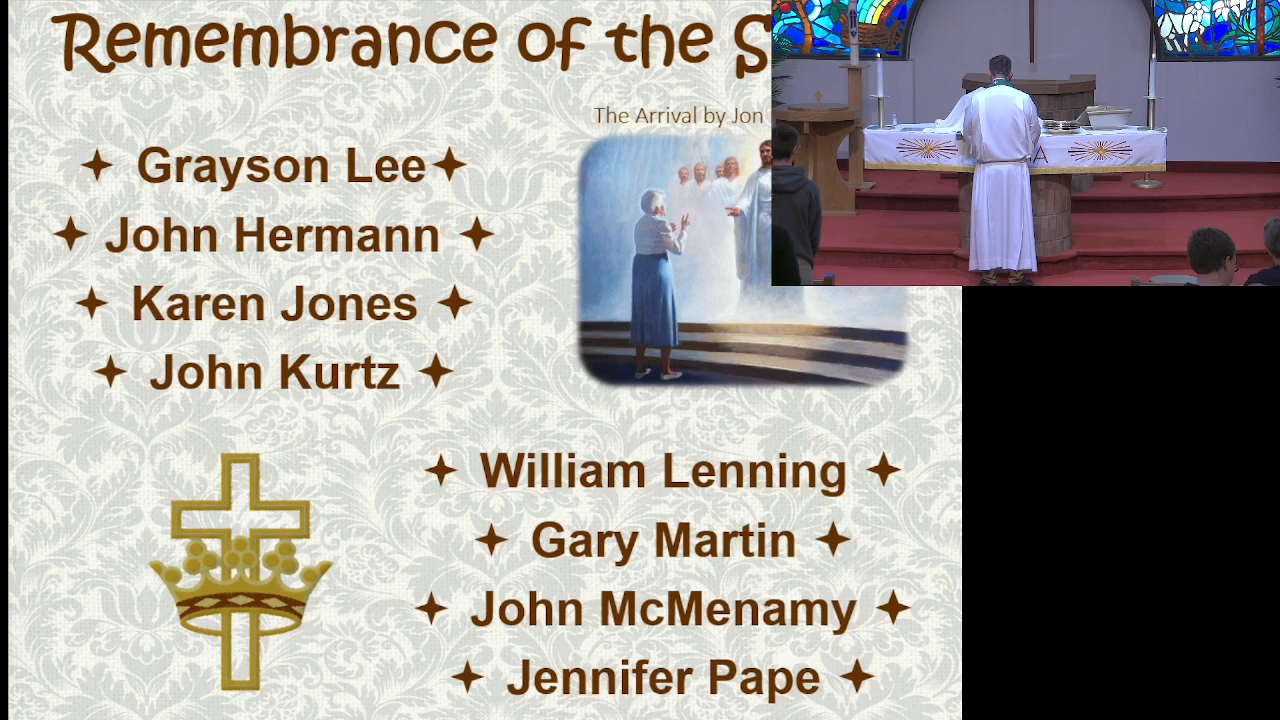 Remembrance of the S
The Arrival by Jon
✦ Grayson Lee ✦
✦ John Hermann ✦
✦ Karen Jones ✦
✦ John Kurtz ✦
✦ William Lenning ✦
✦ Gary Martin ✦
✦ John McMenamy ✦
✦ Jennifer Pape ✦